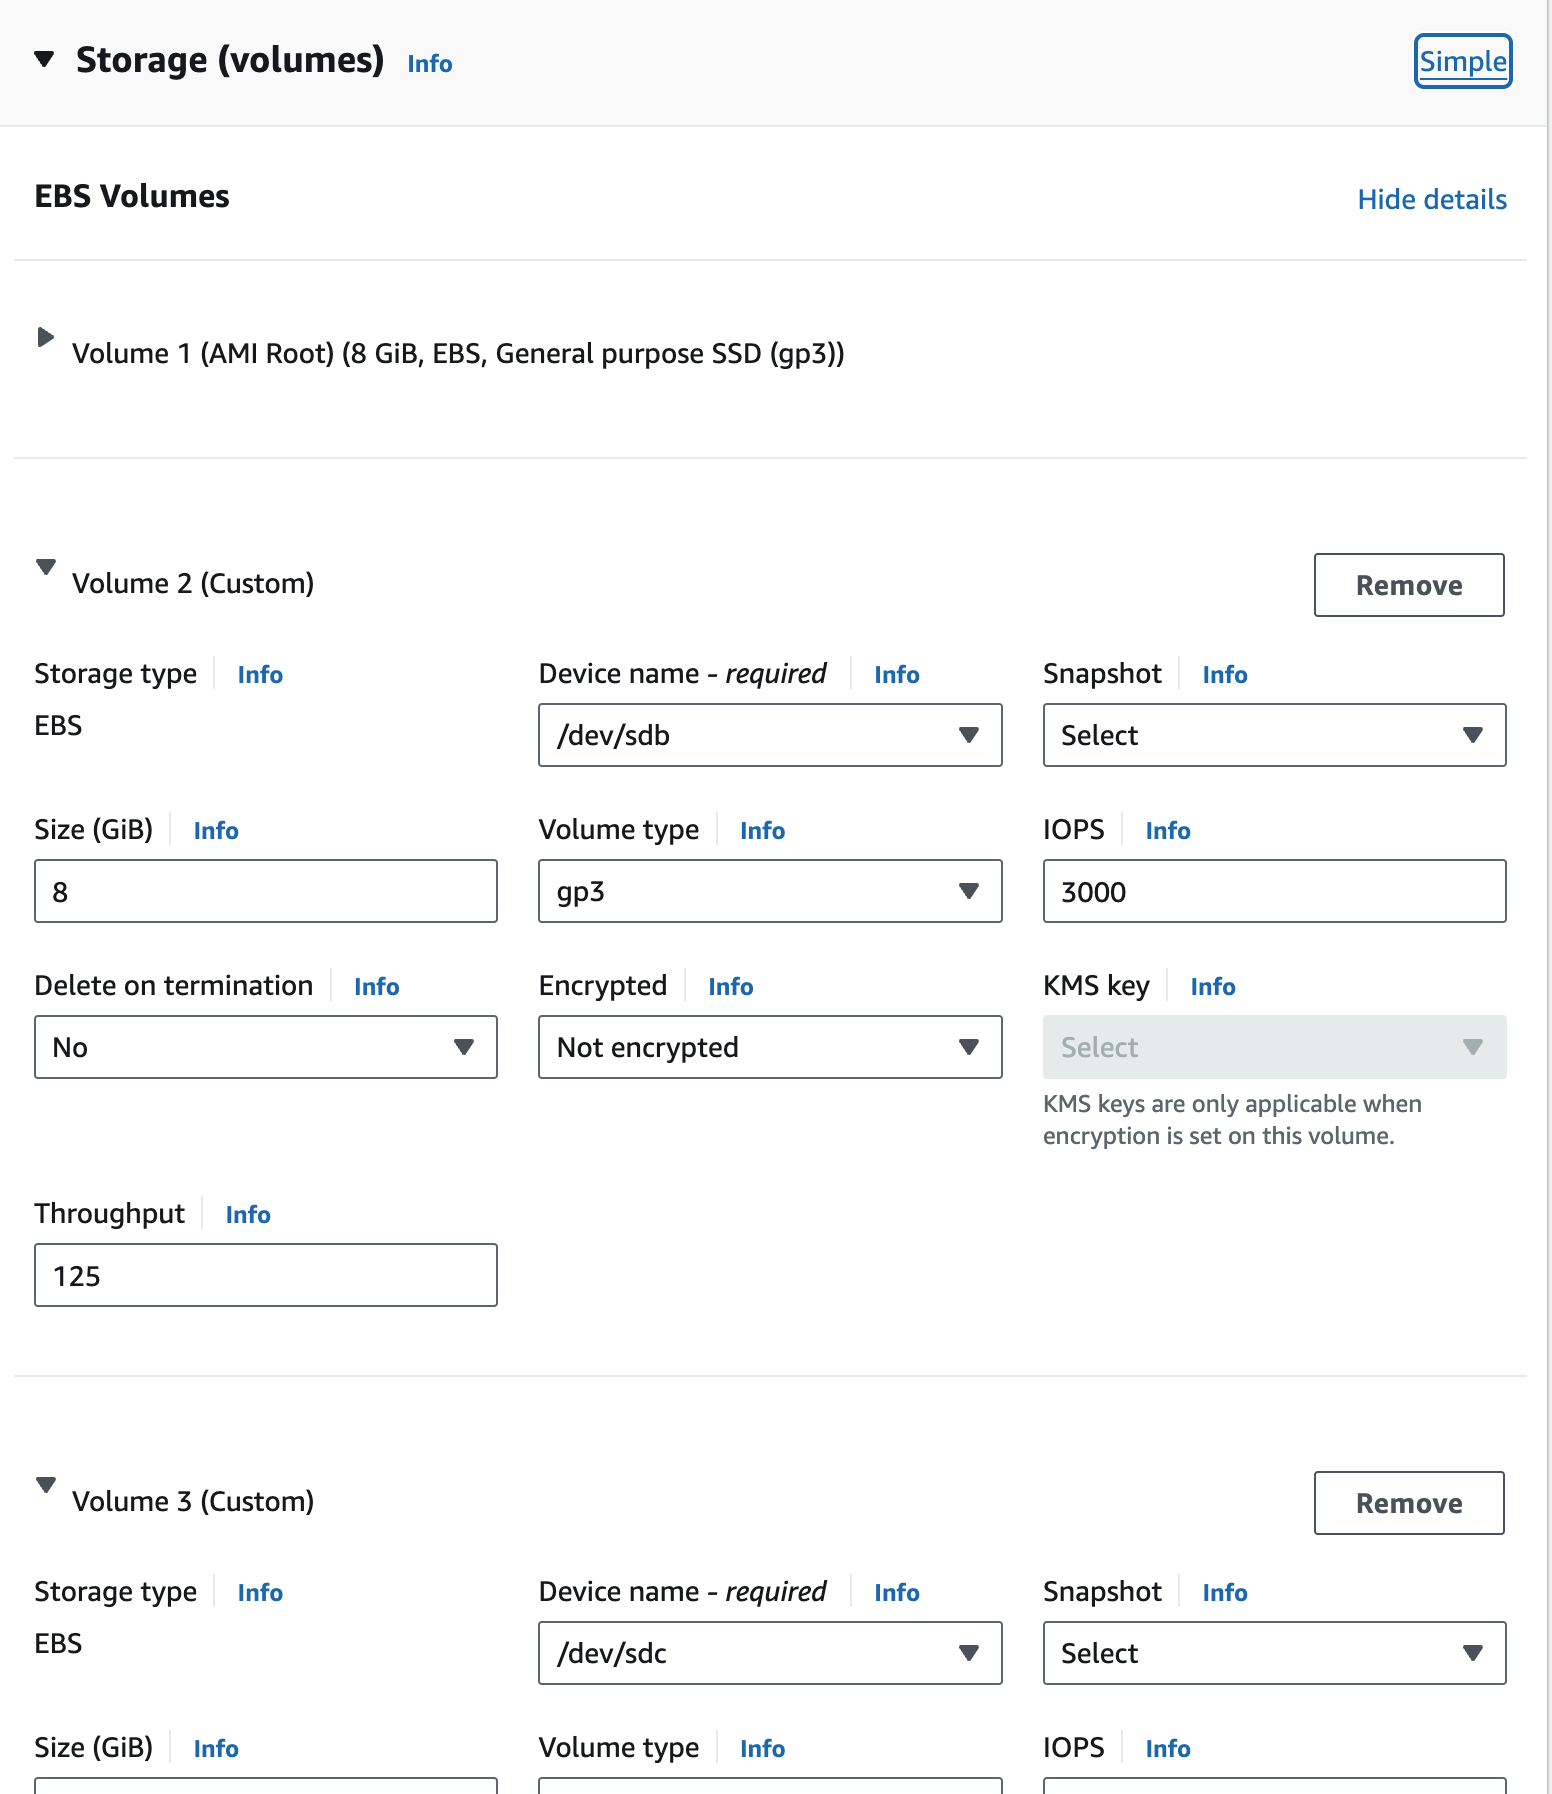 Storage (volumes) Info Simple
EBS Volumes Hide details
Volume 1 (AMI Root) (8 GiB, EBS, General purpose SSD (gp3))
Volume 2 (Custom) Remove
Storage type Info Device name - required Info Snapshot Info
EBS /dev/sdb Select
Size (GiB) Info Volume type Info IOPS Info
8 gp3 3000
Delete on termination Info Encrypted Info KMS key Info
No Not encrypted Select
KMS keys are only applicable when
encryption is set on this volume.
Throughput Info
125
Volume 3 (Custom) Remove
Storage type Info Device name - required Info Snapshot Info
EBS /dev/sdc Select
Size (GiB) Info Volume type Info IOPS Info